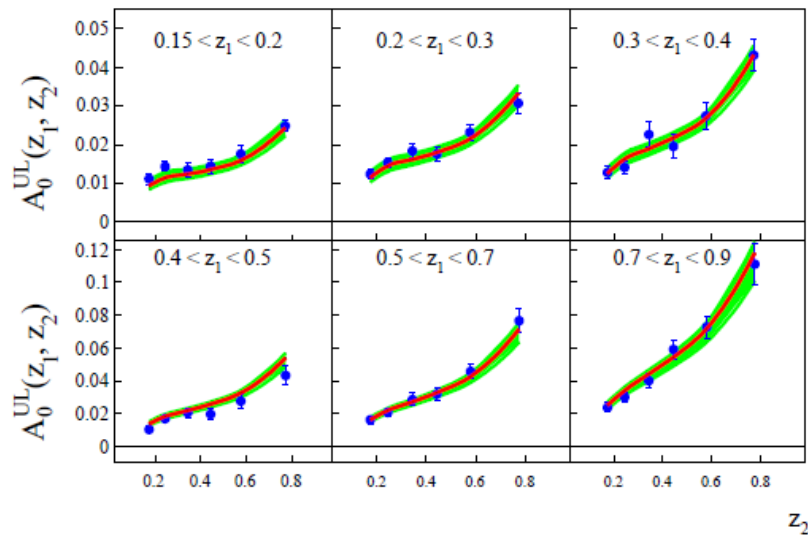 0.05
0.04
0.03
0.02
0.01
0
A₀ᵁᴸ(z₁, z₂)
0.15 < z₁ < 0.2
0.2 < z₁ < 0.3
0.3 < z₁ < 0.4
0.12
0.1
0.08
0.06
0.04
0.02
0
A₀ᵁᴸ(z₁, z₂)
0.4 < z₁ < 0.5
0.5 < z₁ < 0.7
0.7 < z₁ < 0.9
0.2 0.4 0.6 0.8
0.2 0.4 0.6 0.8
0.2 0.4 0.6 0.8
z₂